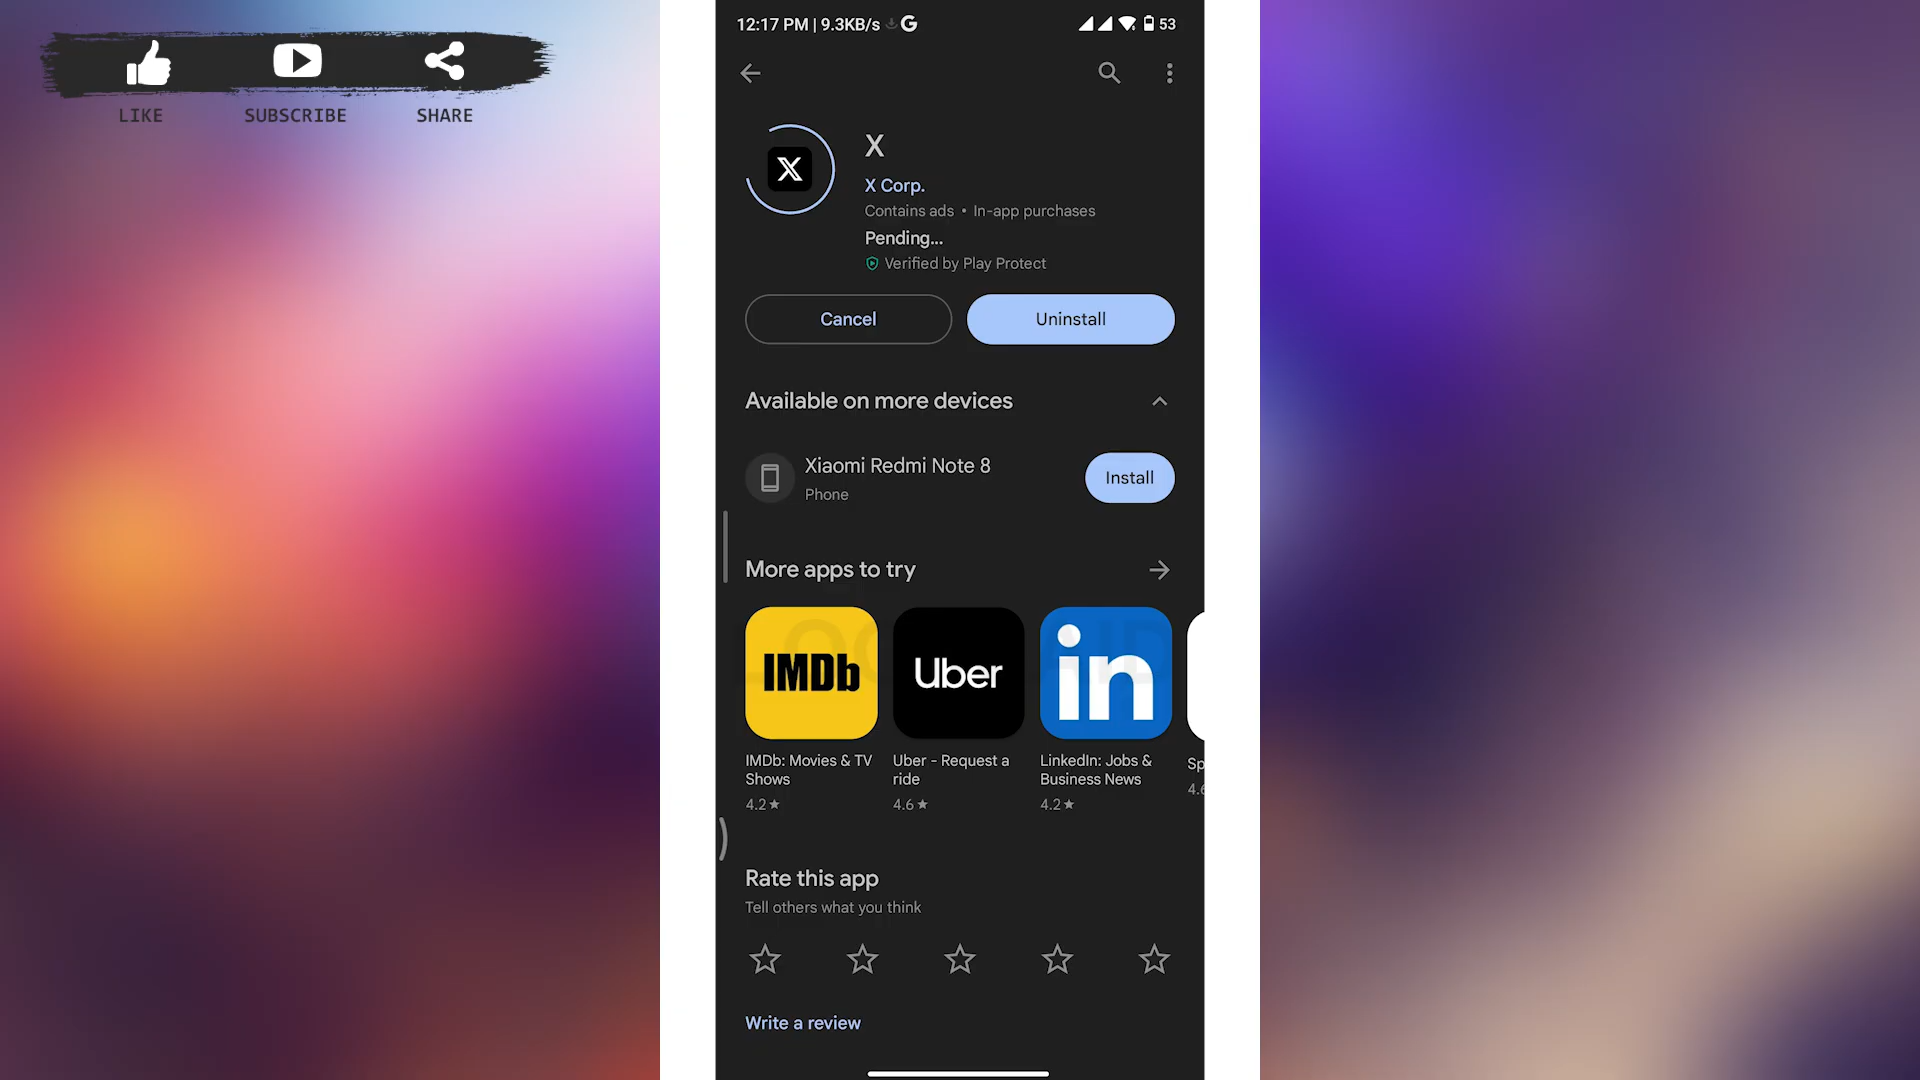 LIKE
SUBSCRIBE
SHARE
12:17 PM | 9.3KB/s
G
53
X
X
X Corp.
Contains ads • In-app purchases
Pending...
Verified by Play Protect
Cancel
Uninstall
Available on more devices
Xiaomi Redmi Note 8
Phone
Install
More apps to try
IMDb
Uber
in
IMDb: Movies & TV
Shows
4.2★
Uber - Request a
ride
4.6★
LinkedIn: Jobs &
Business News
4.2★
Sp
4.6
Rate this app
Tell others what you think
Write a review